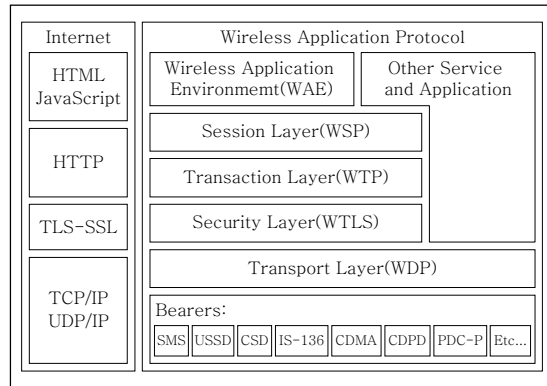 Internet
HTML
JavaScript
HTTP
TLS-SSL
TCP/IP
UDP/IP
Wireless Application Protocol
Wireless Application
Environmemt(WAE)
Other Service
and Application
Session Layer(WSP)
Transaction Layer(WTP)
Security Layer(WTLS)
Transport Layer(WDP)
Bearers:
SMS USSD CSD IS-136 CDMA CDPD PDC-P Etc...